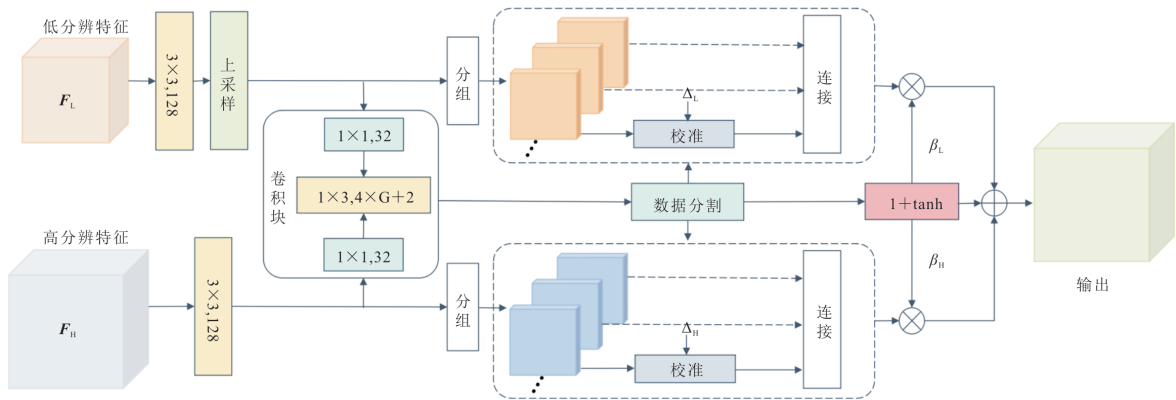 低分辨特征
F_L
3×3,128
上采样
分组
Δ_L
校准
连接
β_L
卷积块
1×1,32
1×3,4×G+2
1×1,32
数据分割
1+tanh
高分辨特征
F_H
3×3,128
分组
Δ_H
校准
连接
β_H
输出